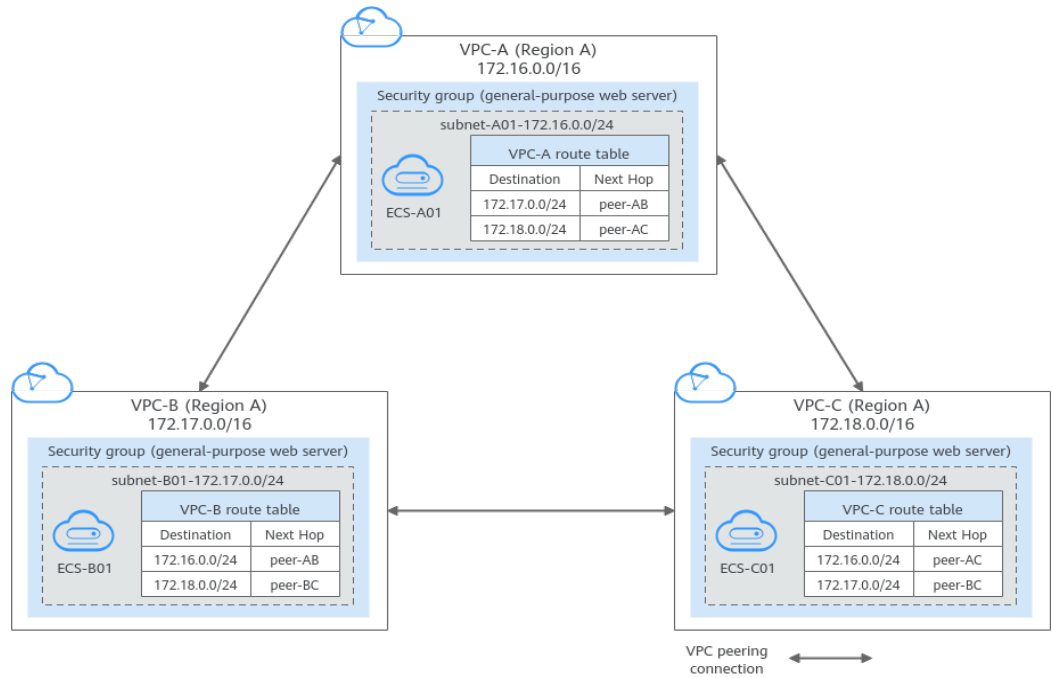 VPC-A (Region A)
172.16.0.0/16
Security group (general-purpose web server)
subnet-A01-172.16.0.0/24
VPC-A route table
Destination Next Hop
172.17.0.0/24 peer-AB
172.18.0.0/24 peer-AC
ECS-A01
VPC-B (Region A)
172.17.0.0/16
Security group (general-purpose web server)
subnet-B01-172.17.0.0/24
VPC-B route table
Destination Next Hop
172.16.0.0/24 peer-AB
172.18.0.0/24 peer-BC
ECS-B01
VPC-C (Region A)
172.18.0.0/16
Security group (general-purpose web server)
subnet-C01-172.18.0.0/24
VPC-C route table
Destination Next Hop
172.16.0.0/24 peer-AC
172.17.0.0/24 peer-BC
ECS-C01
VPC peering
connection